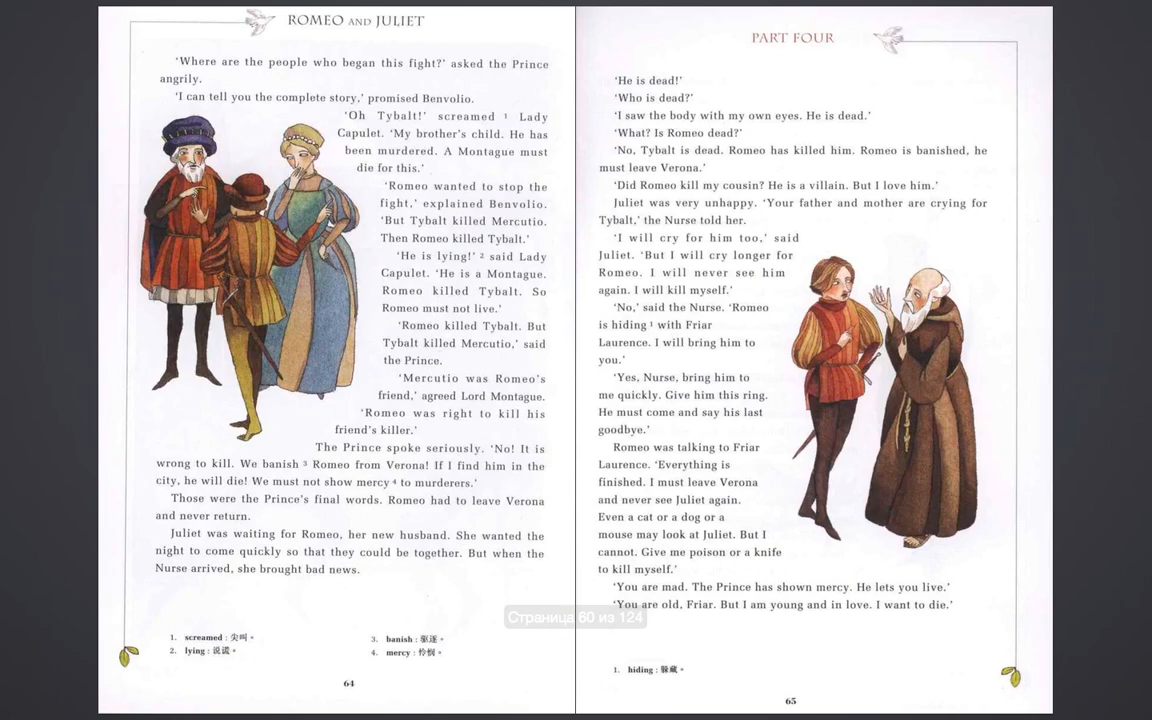 ROMEO AND JULIET
'Where are the people who began this fight?' asked the Prince
angrily.
'I can tell you the complete story,' promised Benvolio.
'Oh Tybalt!' screamed 1 Lady
Capulet. 'My brother's child. He has
been murdered. A Montague must
die for this.'
'Romeo wanted to stop the
fight,' explained Benvolio.
'But Tybalt killed Mercutio.
Then Romeo killed Tybalt.'
'He is lying!' 2 said Lady
Capulet. 'He is a Montague.
Romeo killed Tybalt. So
Romeo must not live.'
'Romeo killed Tybalt. But
Tybalt killed Mercutio,' said
the Prince.
'Mercutio was Romeo's
friend,' agreed Lord Montague.
'Romeo was right to kill his
friend's killer.'
The Prince spoke seriously. 'No! It is
wrong to kill. We banish 3 Romeo from Verona! If I find him in the
city, he will die! We must not show mercy 4 to murderers.'
Those were the Prince's final words. Romeo had to leave Verona
and never return.
Juliet was waiting for Romeo, her new husband. She wanted the
night to come quickly so that they could be together. But when the
Nurse arrived, she brought bad news.
1. screamed : 尖叫。
2. lying : 说谎。
3. banish : 驱逐。
4. mercy : 怜悯。
64
PART FOUR
'He is dead!'
'Who is dead?'
'I saw the body with my own eyes. He is dead.'
'What? Is Romeo dead?'
'No, Tybalt is dead. Romeo has killed him. Romeo is banished, he
must leave Verona.'
'Did Romeo kill my cousin? He is a villain. But I love him.'
Juliet was very unhappy. 'Your father and mother are crying for
Tybalt,' the Nurse told her.
'I will cry for him too,' said
Juliet. 'But I will cry longer for
Romeo. I will never see him
again. I will kill myself.'
'No,' said the Nurse. 'Romeo
is hiding 1 with Friar
Laurence. I will bring him to
you.'
'Yes, Nurse, bring him to
me quickly. Give him this ring.
He must come and say his last
goodbye.'
Romeo was talking to Friar
Laurence. 'Everything is
finished. I must leave Verona
and never see Juliet again.
Even a cat or a dog or a
mouse may look at Juliet. But I
cannot. Give me poison or a knife
to kill myself.'
'You are mad. The Prince has shown mercy. He lets you live.'
'You are old, Friar. But I am young and in love. I want to die.'
1. hiding : 躲藏。
65
Страница 60 из 124